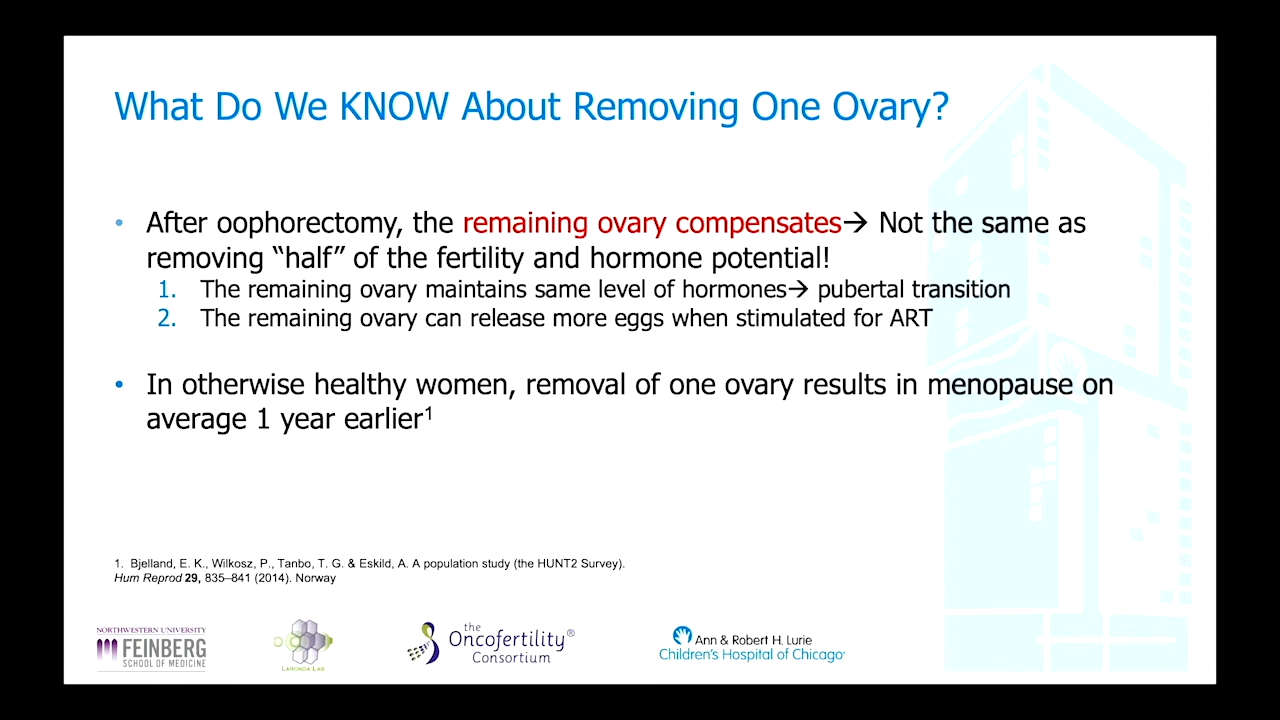 What Do We KNOW About Removing One Ovary?
• After oophorectomy, the remaining ovary compensates→ Not the same as
removing “half” of the fertility and hormone potential!
1. The remaining ovary maintains same level of hormones→ pubertal transition
2. The remaining ovary can release more eggs when stimulated for ART
• In otherwise healthy women, removal of one ovary results in menopause on
average 1 year earlier¹
1. Bjelland, E. K., Wilkosz, P., Tanbo, T. G. & Eskild, A. A population study (the HUNT2 Survey).
Hum Reprod 29, 835–841 (2014). Norway
NORTHWESTERN UNIVERSITY
FEINBERG
SCHOOL OF MEDICINE
LARONDA LAB
the
Oncofertility®
Consortium
Ann & Robert H. Lurie
Children's Hospital of Chicago